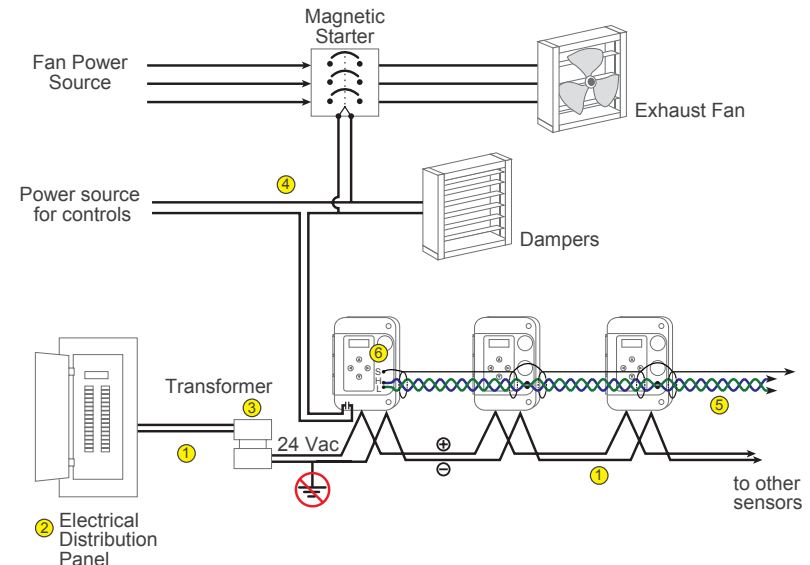 Magnetic
Starter
Fan Power
Source
Exhaust Fan
4
Power source
for controls
Dampers
6
S
H
L
5
Transformer
3
24 Vac
1
⊕
⊖
1
to other
sensors
2 Electrical
Distribution
Panel